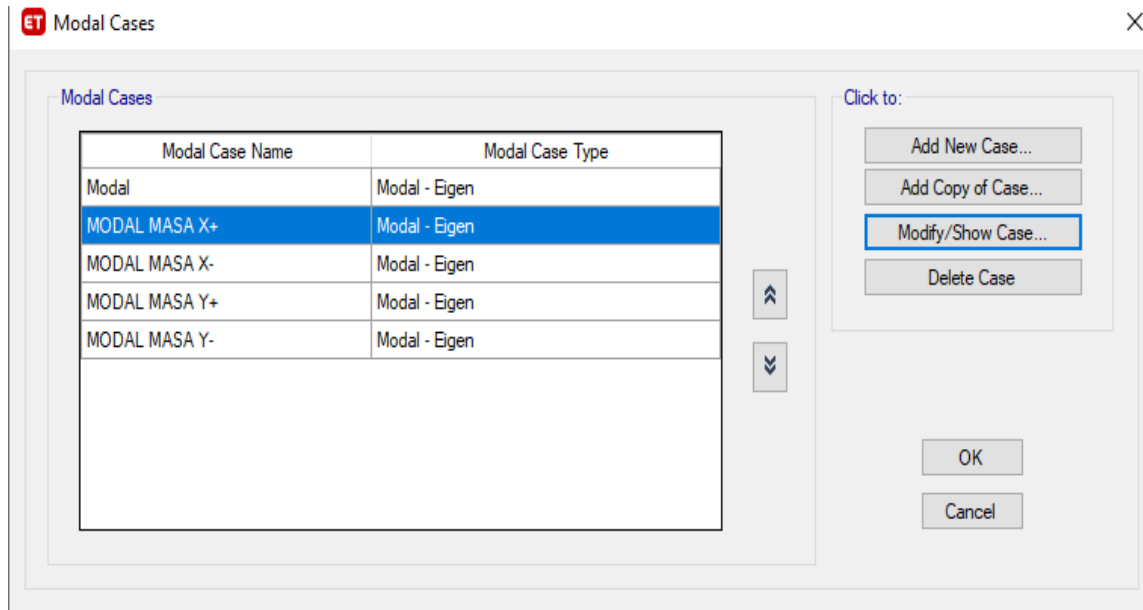 ET Modal Cases
Modal Cases
Modal Case Name Modal Case Type
Modal Modal - Eigen
MODAL MASA X+ Modal - Eigen
MODAL MASA X- Modal - Eigen
MODAL MASA Y+ Modal - Eigen
MODAL MASA Y- Modal - Eigen
Click to:
Add New Case...
Add Copy of Case...
Modify/Show Case...
Delete Case
OK
Cancel